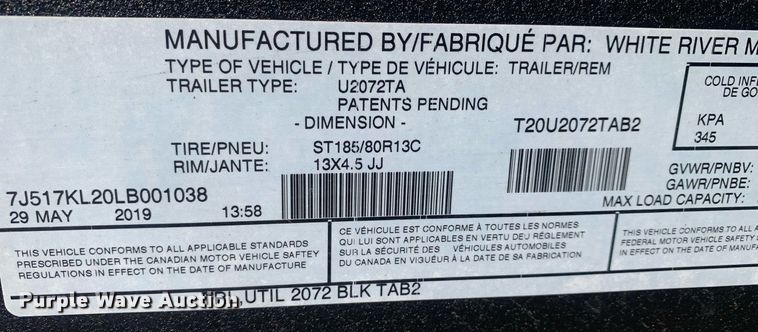 MANUFACTURED BY/FABRIQUÉ PAR: WHITE RIVER M
TYPE OF VEHICLE / TYPE DE VÉHICULE: TRAILER/REM
TRAILER TYPE: U2072TA
PATENTS PENDING
- DIMENSION -
T20U2072TAB2
TIRE/PNEU: ST185/80R13C
RIM/JANTE: 13X4.5 JJ
COLD INF
DE GO
KPA
345
GVWR/PNBV:
GAWR/PNBE:
MAX LOAD CAPACITY:
7J517KL20LB001038
29 MAY 2019 13:58
THIS VEHICLE CONFORMS TO ALL APPLICABLE STANDARDS
PRESCRIBED UNDER THE CANADIAN MOTOR VEHICLE SAFTEY
REGULATIONS IN EFFECT ON THE DATE OF MANUFACTURE
CE VÉHICULE EST CONFORME À TOUTES LES NORMES
QUI LUI SONT APPLICABLES EN VERTU DEJ RÉGLEMENT
SUR LA SÉCURITÉ DES VÉHICULES AUTOMOBILES
DU CANADA EN VIGUEÛR À LA DATE DE SA FABRICATION
THIS VEHICLE CONFORMS TO ALL A
FEDERAL MOTOR VEHICLE SAFETY S
IN EFFECT ON THE DATE OF MANUFA
UTIL 2072 BLK TAB2
Purple Wave Auction